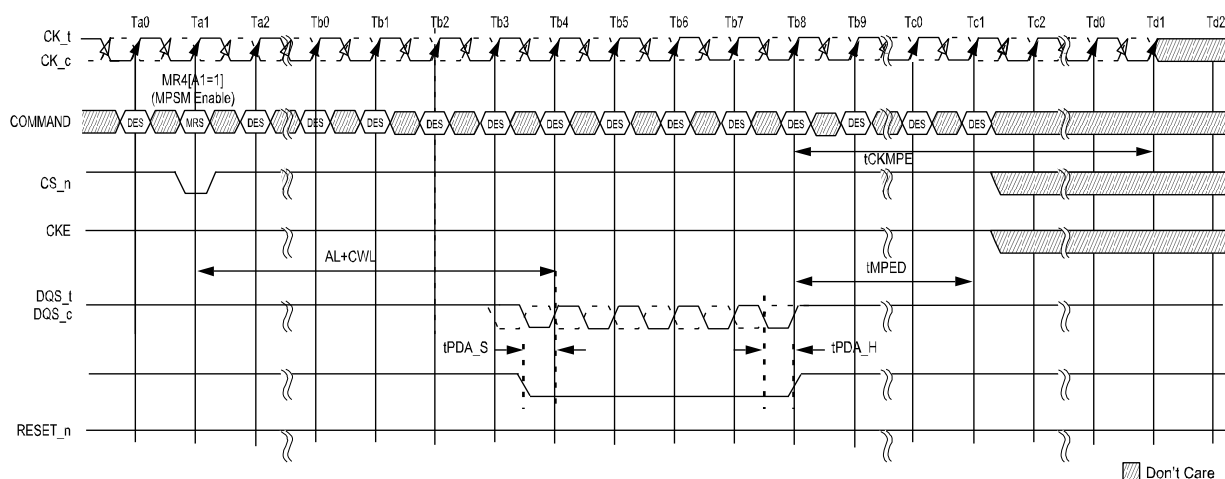 Ta0 Ta1 Ta2 Tb0 Tb1 Tb2 Tb3 Tb4 Tb5 Tb6 Tb7 Tb8 Tb9 Tc0 Tc1 Tc2 Td0 Td1 Td2
CK_t
CK_c
MR4[A1=1]
(MPSM Enable)
COMMAND DES MRS DES DES DES DES DES DES DES DES DES DES DES DES DES
tCKMPE
CS_n
CKE
AL+CWL tMPED
DQS_t
DQS_c
tPDA_S tPDA_H
RESET_n
Don't Care